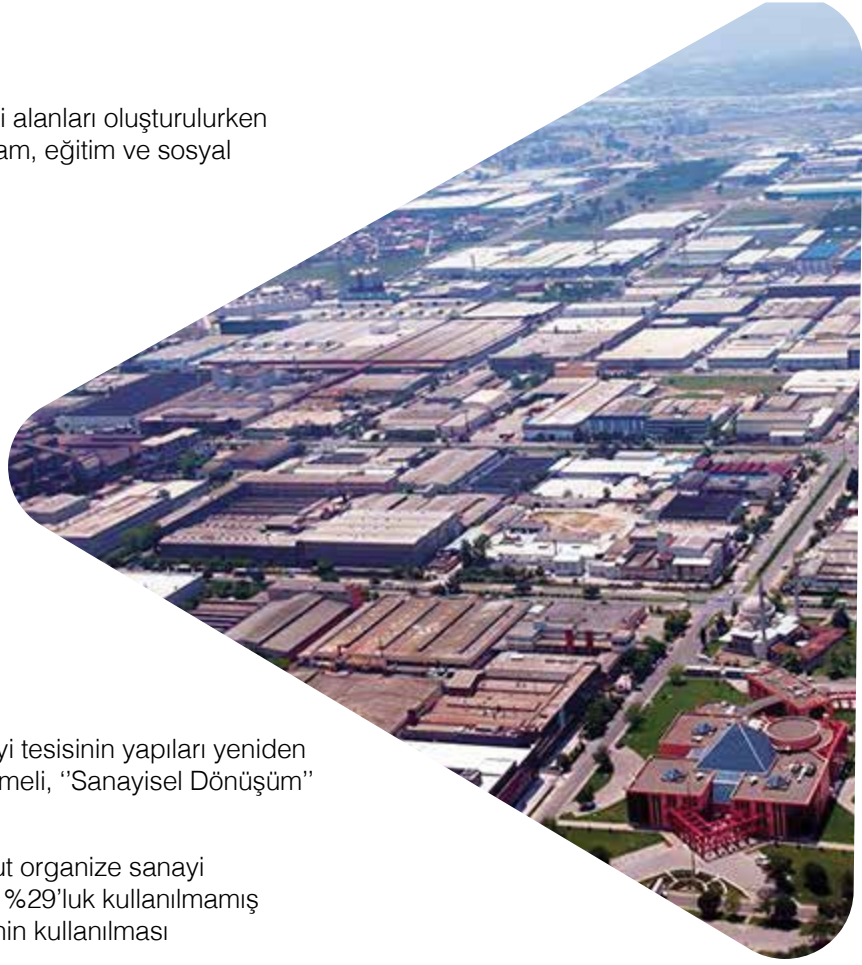 i alanları oluşturulurken
am, eğitim ve sosyal
yi tesisinin yapıları yeniden
meli, ‘’Sanayisel Dönüşüm’’
ut organize sanayi
%29’luk kullanılmamış
nin kullanılması